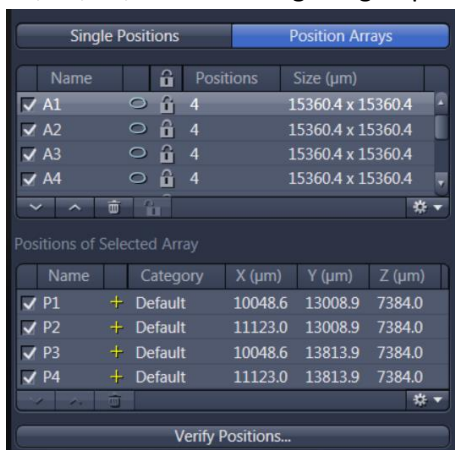 Single Positions Position Arrays
Name Positions Size (µm)
A1 4 15360.4 x 15360.4
A2 4 15360.4 x 15360.4
A3 4 15360.4 x 15360.4
A4 4 15360.4 x 15360.4
Positions of Selected Array
Name Category X (µm) Y (µm) Z (µm)
P1 Default 10048.6 13008.9 7384.0
P2 Default 11123.0 13008.9 7384.0
P3 Default 10048.6 13813.9 7384.0
P4 Default 11123.0 13813.9 7384.0
Verify Positions...